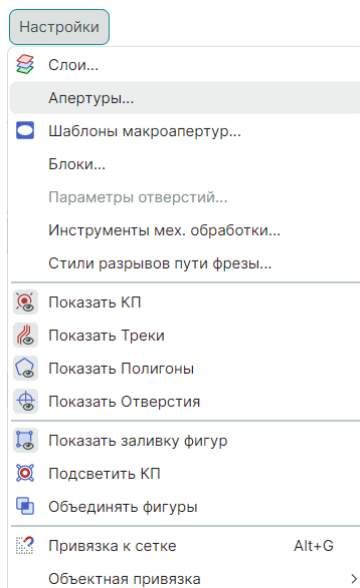 Настройки
Слои...
Апертуры...
Шаблоны макроапертур...
Блоки...
Параметры отверстий...
Инструменты мех. обработки...
Стили разрывов пути фрезы...
Показать КП
Показать Треки
Показать Полигоны
Показать Отверстия
Показать заливку фигур
Подсветить КП
Объединять фигуры
Привязка к сетке Alt+G
Объектная привязка